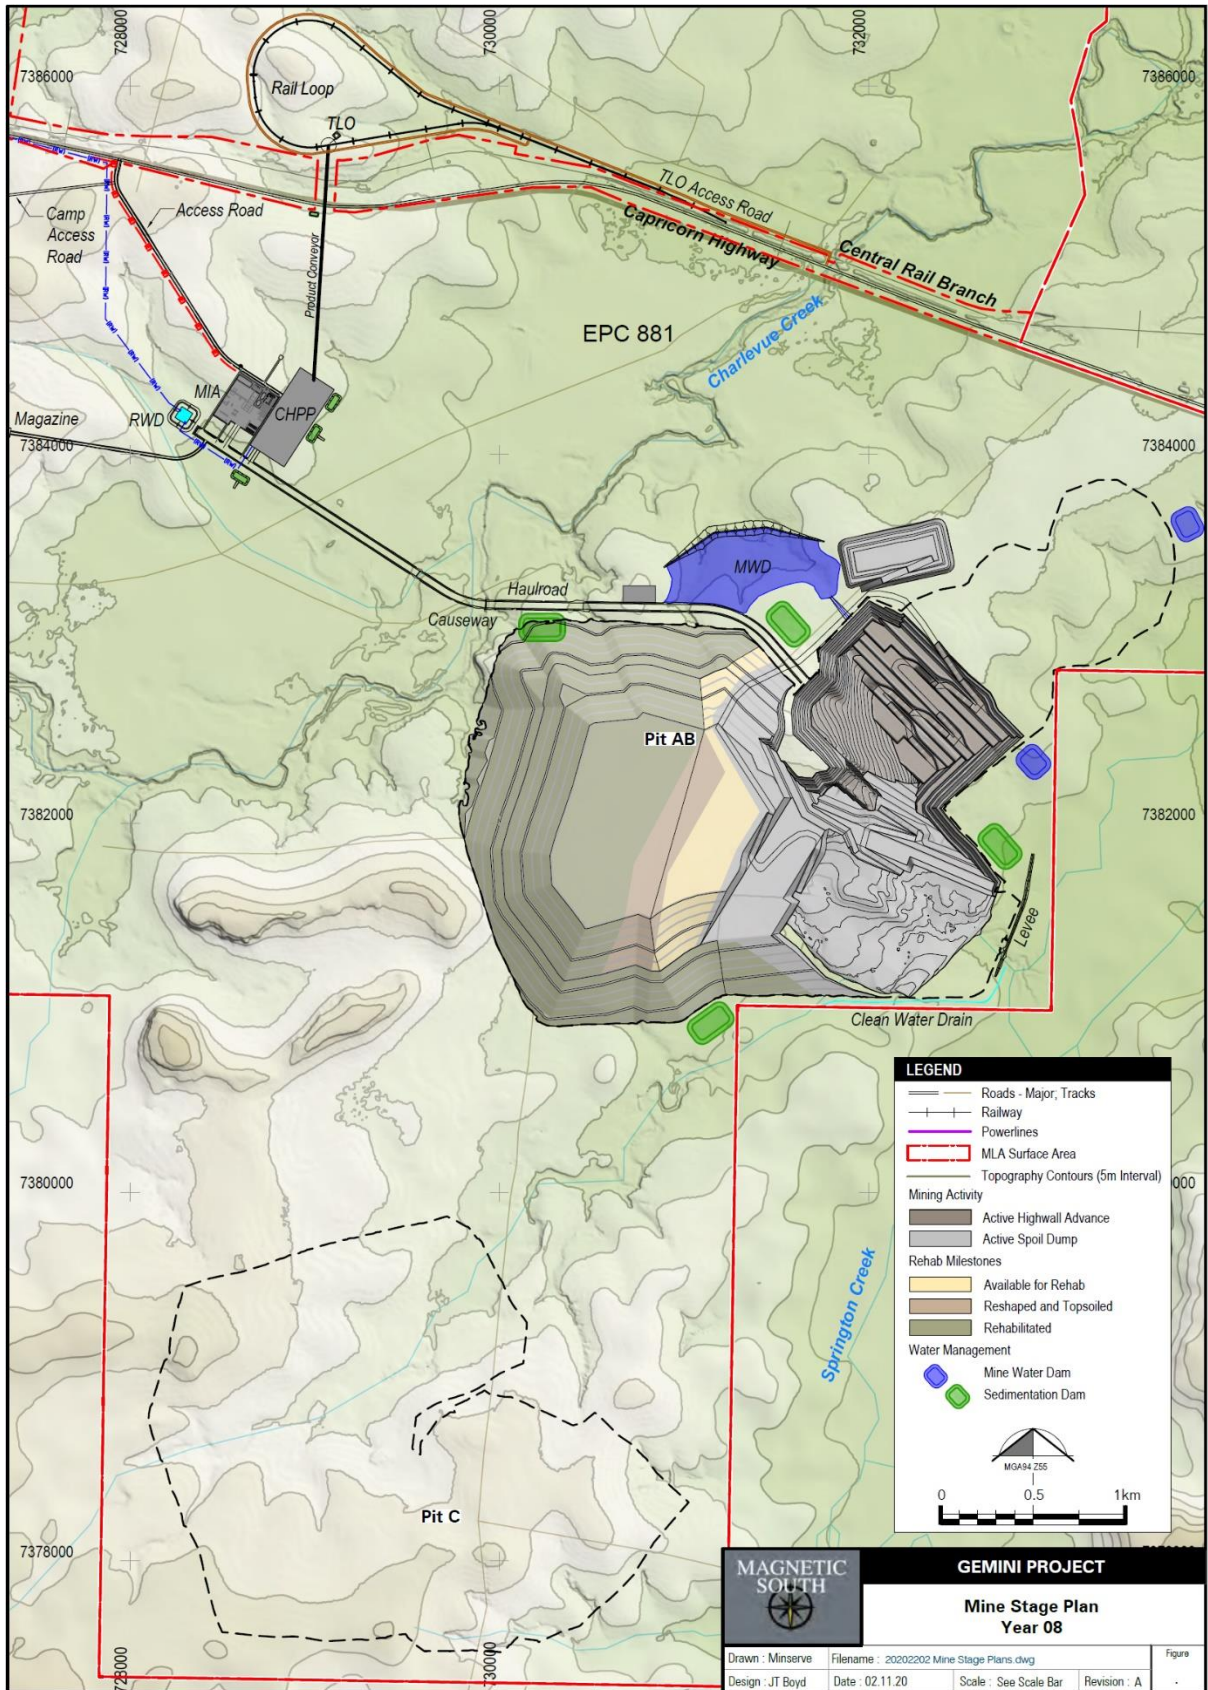 728000
730000
732000
7386000
7386000
Rail Loop
TLO
TLO Access Road
Camp
Access
Road
Access Road
Capricorn Highway
Central Rail Branch
Product Conveyor
EPC 881
Charlevue Creek
MIA
CHPP
RWD
Magazine
7384000
7384000
MWD
Haulroad
Causeway
Pit AB
7382000
7382000
Levee
Clean Water Drain
LEGEND
Roads - Major; Tracks
Railway
Powerlines
MLA Surface Area
Topography Contours (5m Interval)
Mining Activity
Active Highwall Advance
Active Spoil Dump
Rehab Milestones
Available for Rehab
Reshaped and Topsoiled
Rehabilitated
Water Management
Mine Water Dam
Sedimentation Dam
MGA94 Z55
0 0.5 1km
7380000
Springton Creek
Pit C
7378000
728000
730000
MAGNETIC
SOUTH
GEMINI PROJECT
Mine Stage Plan
Year 08
Drawn : Minserve
Filename : 20202202 Mine Stage Plans.dwg
Figure
Design : JT Boyd
Date : 02.11.20
Scale : See Scale Bar
Revision : A